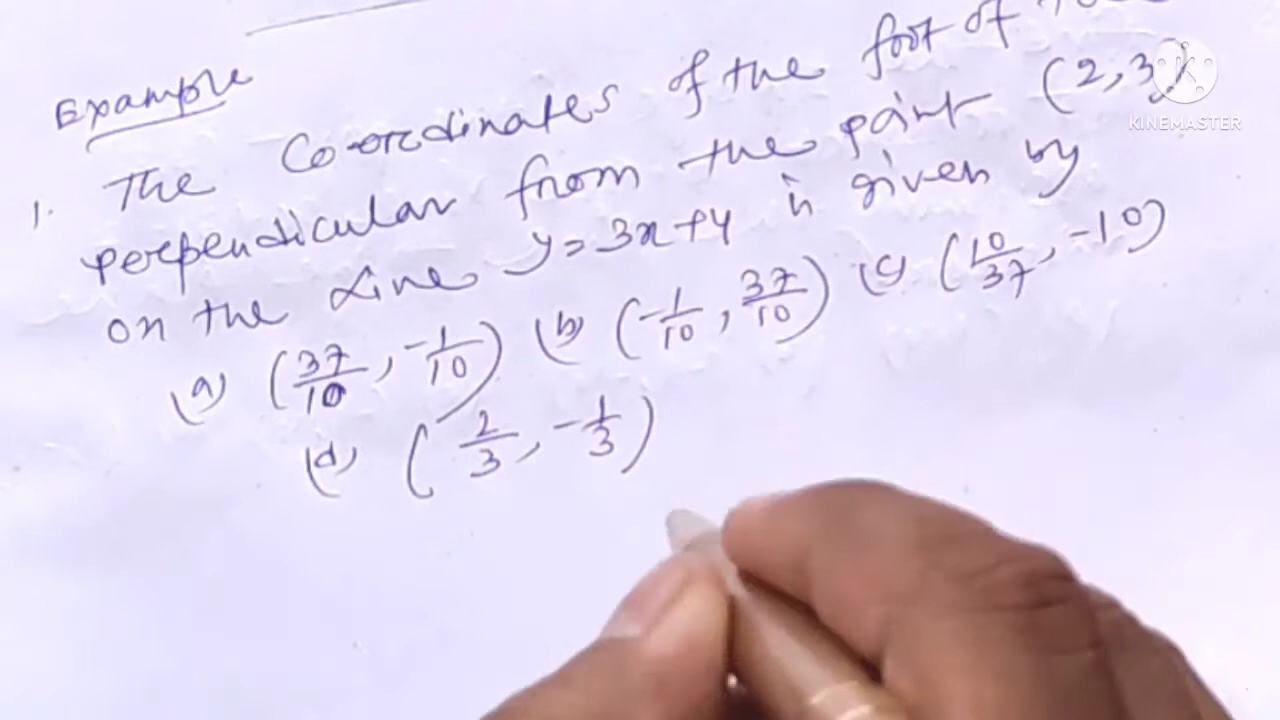 Example
1. The Co-ordinates of the foot of
perpendicular from the point (2,3)
on the line y=3x+4 is given by
(a) (37/10, -1/10) (b) (-1/10, 37/10) (c) (10/37, -10)
(d) (2/3, -1/3)
K
KINEMASTER